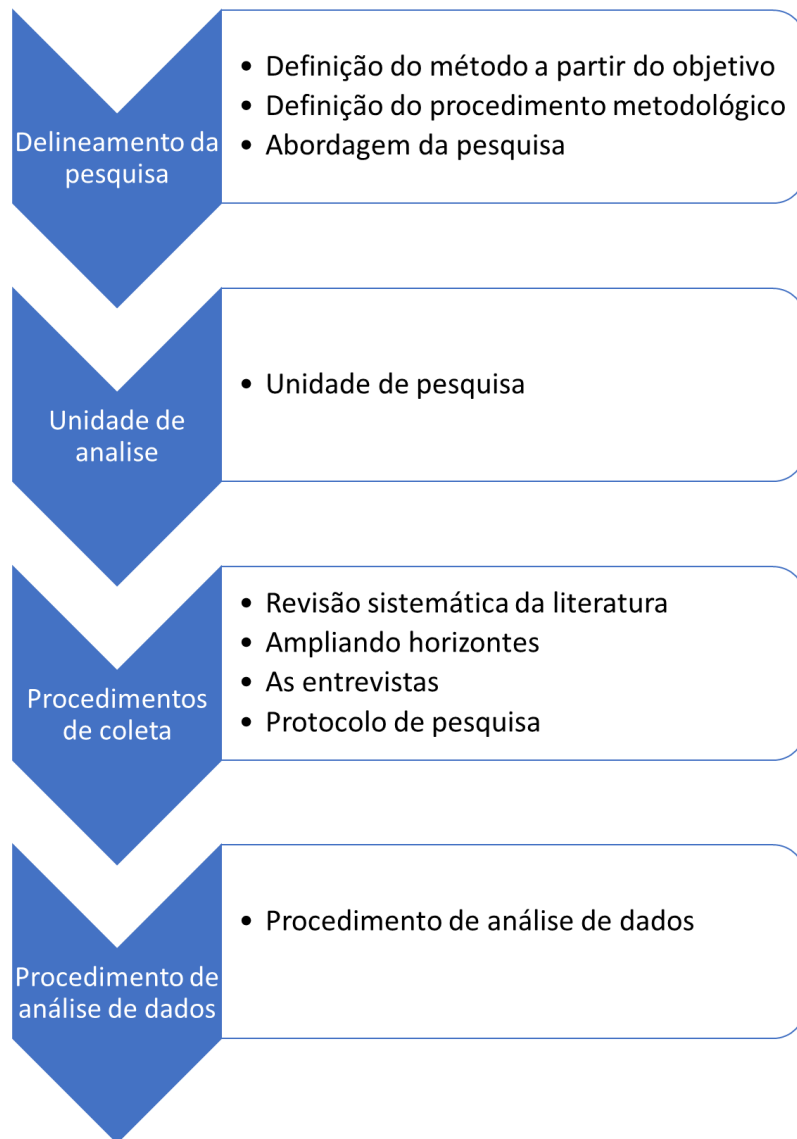 Delineamento da
pesquisa
• Definição do método a partir do objetivo
• Definição do procedimento metodológico
• Abordagem da pesquisa
Unidade de
analise
• Unidade de pesquisa
Procedimentos
de coleta
• Revisão sistemática da literatura
• Ampliando horizontes
• As entrevistas
• Protocolo de pesquisa
Procedimento de
análise de dados
• Procedimento de análise de dados